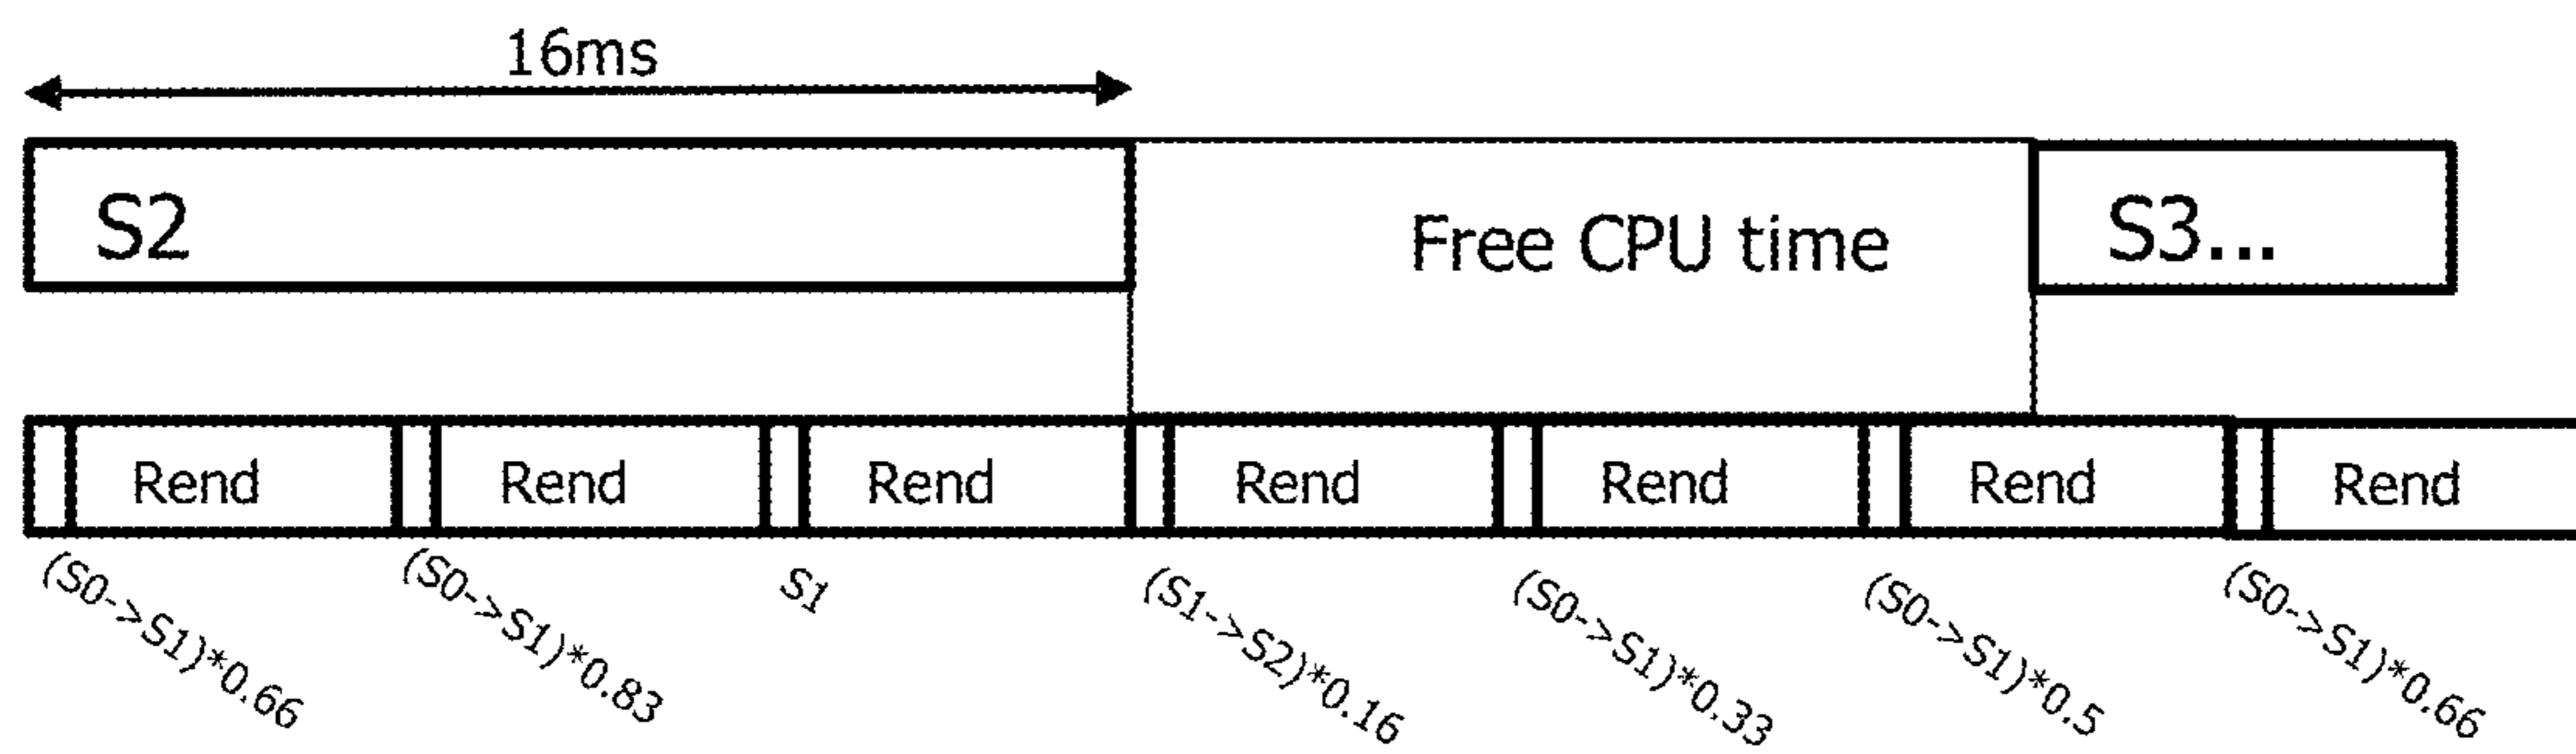 16ms
S2
Free CPU time
S3...
Rend
Rend
Rend
Rend
Rend
Rend
Rend
(S0->S1)*0.66
(S0->S1)*0.83
S1
(S1->S2)*0.16
(S0->S1)*0.33
(S0->S1)*0.5
(S0->S1)*0.66